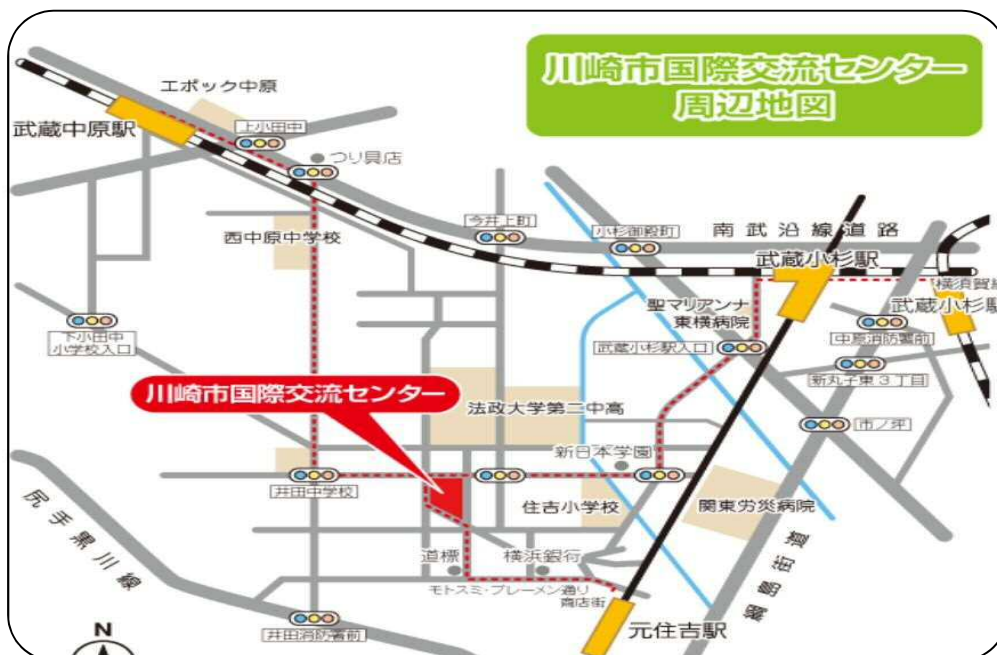 川崎市国際交流センター
周辺地図
エポック中原
武蔵中原駅
上小田中
つり具店
今井上町
小杉御殿町
南武沿線道路
西中原中学校
武蔵小杉駅
横須賀線
武蔵小杉駅
聖マリアンナ
東横病院
下小田中
小学校入口
武蔵小杉駅入口
中原消防署前
新丸子東3丁目
川崎市国際交流センター
法政大学第二中高
市ノ坪
新日本学園
井田中学校
住吉小学校
関東労災病院
尻手黒川線
道標
横浜銀行
綱島街道
モトスミ・ブレーメン通り
商店街
井田消防署前
元住吉駅
N